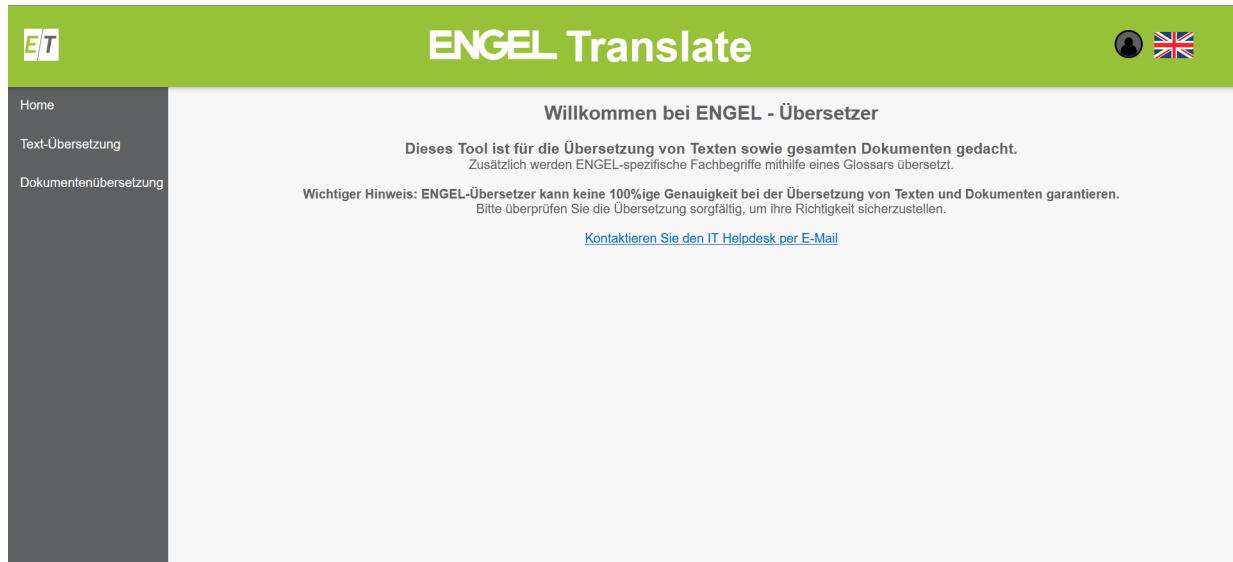 E/T
ENGEL Translate
Home
Text-Übersetzung
Dokumentenübersetzung
Willkommen bei ENGEL - Übersetzer
Dieses Tool ist für die Übersetzung von Texten sowie gesamten Dokumenten gedacht.
Zusätzlich werden ENGEL-spezifische Fachbegriffe mithilfe eines Glossars übersetzt.
Wichtiger Hinweis: ENGEL-Übersetzer kann keine 100%ige Genauigkeit bei der Übersetzung von Texten und Dokumenten garantieren.
Bitte überprüfen Sie die Übersetzung sorgfältig, um ihre Richtigkeit sicherzustellen.
Kontaktieren Sie den IT Helpdesk per E-Mail